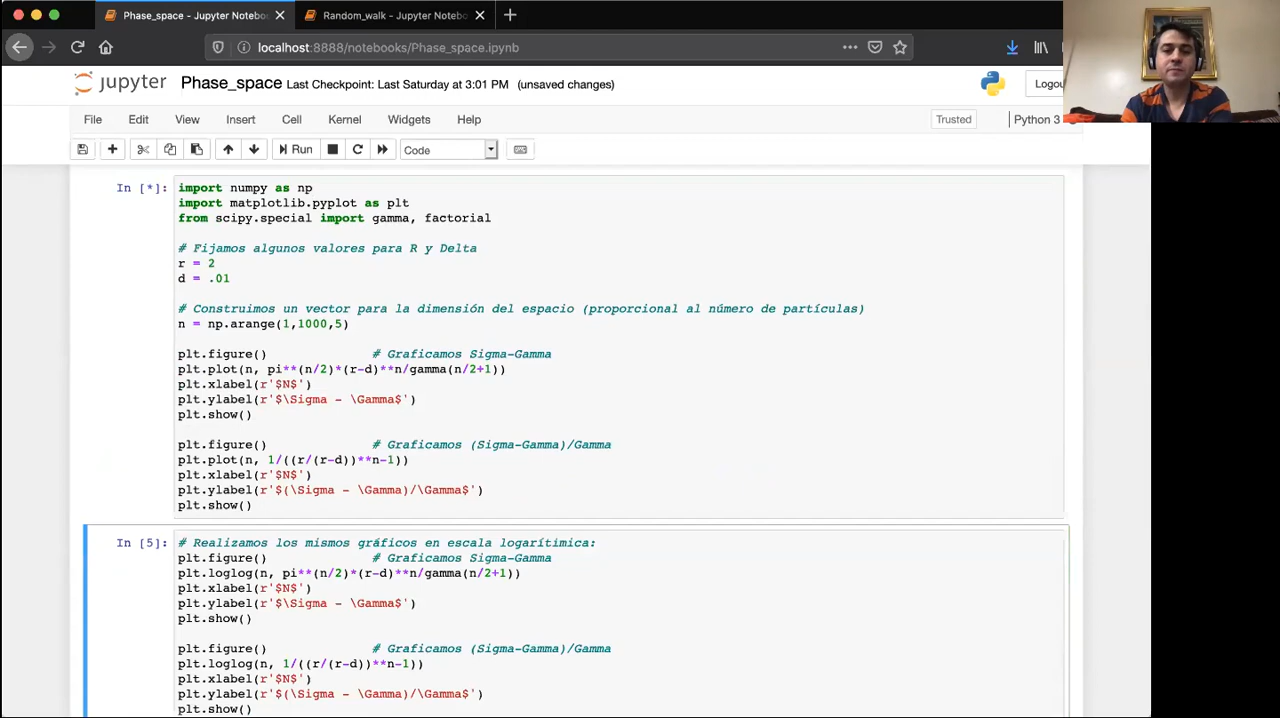 Phase_space - Jupyter Notebo
Random_walk - Jupyter Notebo
localhost:8888/notebooks/Phase_space.ipynb
jupyter Phase_space Last Checkpoint: Last Saturday at 3:01 PM (unsaved changes)
Logou
File Edit View Insert Cell Kernel Widgets Help
Trusted
Python 3
Run
Code
In [*]:
import numpy as np
import matplotlib.pyplot as plt
from scipy.special import gamma, factorial
# Fijamos algunos valores para R y Delta
r = 2
d = .01
# Construimos un vector para la dimensión del espacio (proporcional al número de partículas)
n = np.arange(1,1000,5)
plt.figure() # Graficamos Sigma-Gamma
plt.plot(n, pi**(n/2)*(r-d)**n/gamma(n/2+1))
plt.xlabel(r'$N$')
plt.ylabel(r'$\Sigma - \Gamma$')
plt.show()
plt.figure() # Graficamos (Sigma-Gamma)/Gamma
plt.plot(n, 1/((r/(r-d))**n-1))
plt.xlabel(r'$N$')
plt.ylabel(r'$(\Sigma - \Gamma)/\Gamma$')
plt.show()
In [5]:
# Realizamos los mismos gráficos en escala logarítimica:
plt.figure() # Graficamos Sigma-Gamma
plt.loglog(n, pi**(n/2)*(r-d)**n/gamma(n/2+1))
plt.xlabel(r'$N$')
plt.ylabel(r'$\Sigma - \Gamma$')
plt.show()
plt.figure() # Graficamos (Sigma-Gamma)/Gamma
plt.loglog(n, 1/((r/(r-d))**n-1))
plt.xlabel(r'$N$')
plt.ylabel(r'$(\Sigma - \Gamma)/\Gamma$')
plt.show()